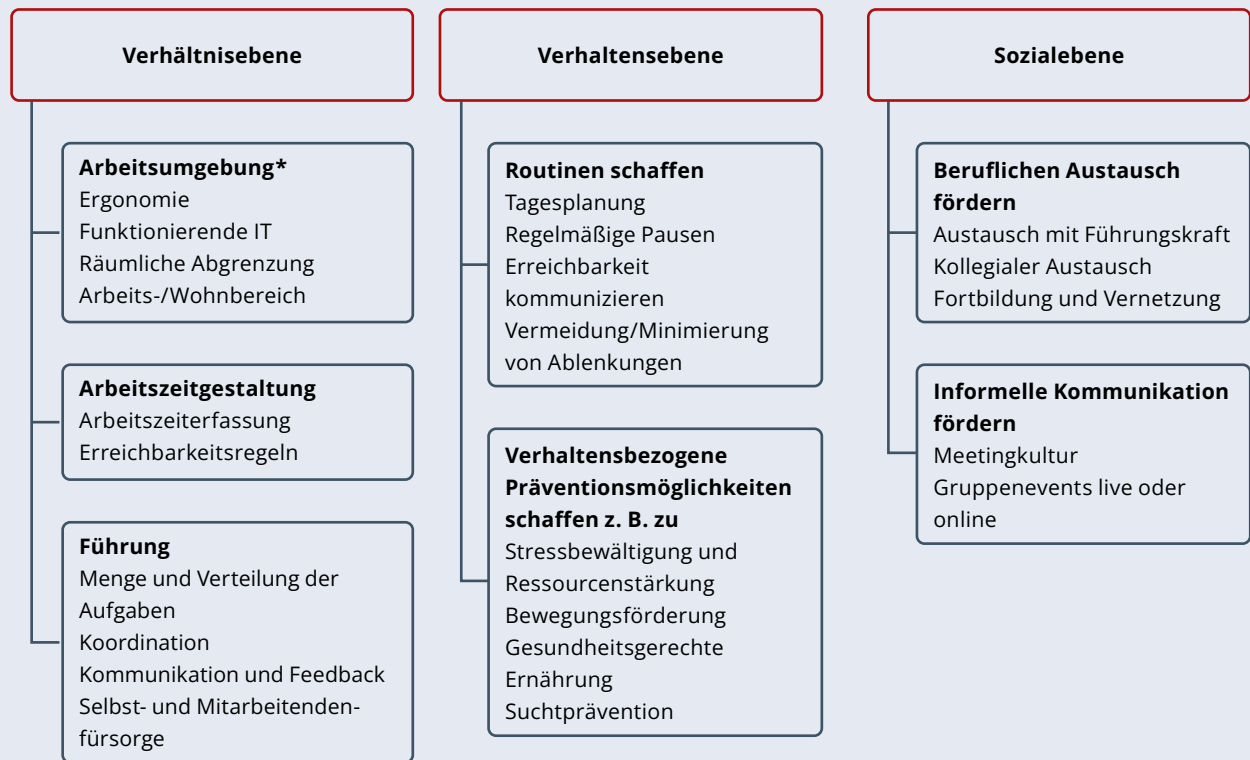 Verhältnisebene
Arbeitsumgebung*
Ergonomie
Funktionierende IT
Räumliche Abgrenzung
Arbeits-/Wohnbereich
Arbeitszeitgestaltung
Arbeitszeiterfassung
Erreichbarkeitsregeln
Führung
Menge und Verteilung der
Aufgaben
Koordination
Kommunikation und Feedback
Selbst- und Mitarbeitenden-
fürsorge
Verhaltensebene
Routinen schaffen
Tagesplanung
Regelmäßige Pausen
Erreichbarkeit
kommunizieren
Vermeidung/Minimierung
von Ablenkungen
Verhaltensbezogene
Präventionsmöglichkeiten
schaffen z. B. zu
Stressbewältigung und
Ressourcenstärkung
Bewegungsförderung
Gesundheitsgerechte
Ernährung
Suchtprävention
Sozialebene
Beruflichen Austausch
fördern
Austausch mit Führungskraft
Kollegialer Austausch
Fortbildung und Vernetzung
Informelle Kommunikation
fördern
Meetingkultur
Gruppenevents live oder
online